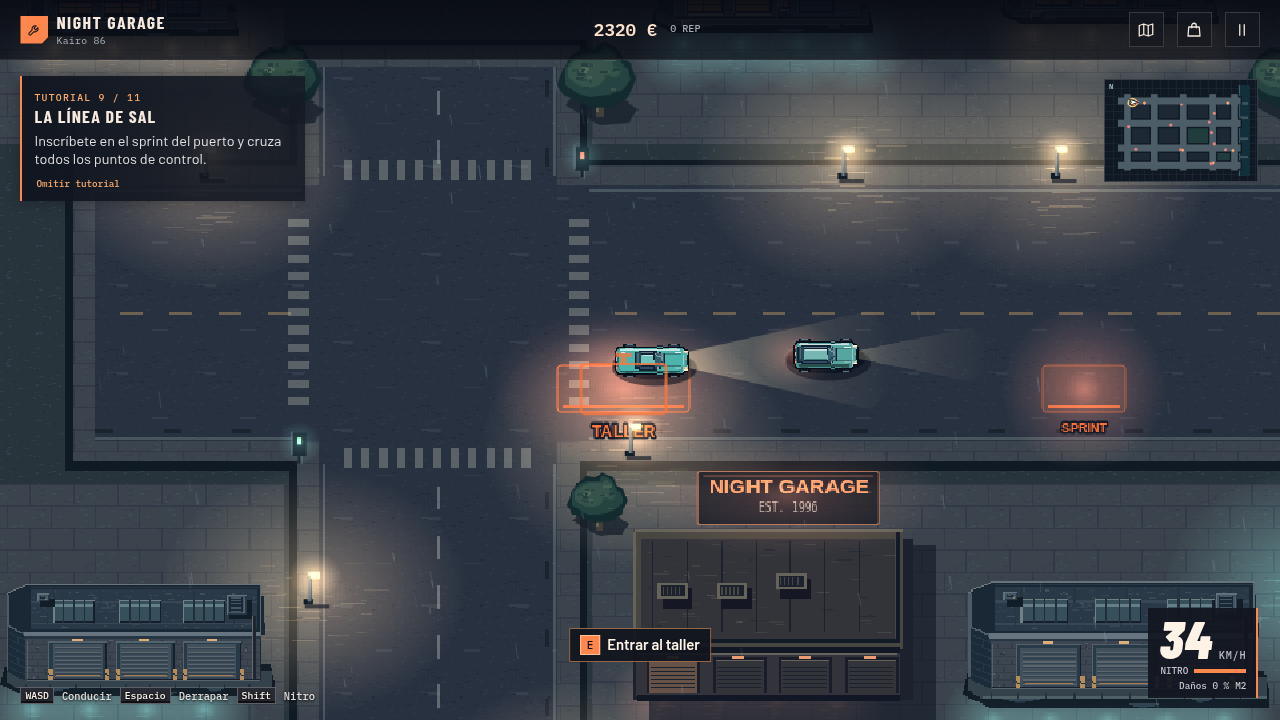 NIGHT GARAGE
Kairo 86
2320 € 0 REP
N
TUTORIAL 9 / 11
LA LÍNEA DE SAL
Inscríbete en el sprint del puerto y cruza
todos los puntos de control.
Omitir tutorial
TALLER
SPRINT
NIGHT GARAGE
EST. 1996
E Entrar al taller
34 KM/H
NITRO
Daños 0 % M2
WASD Conducir Espacio Derrapar Shift Nitro